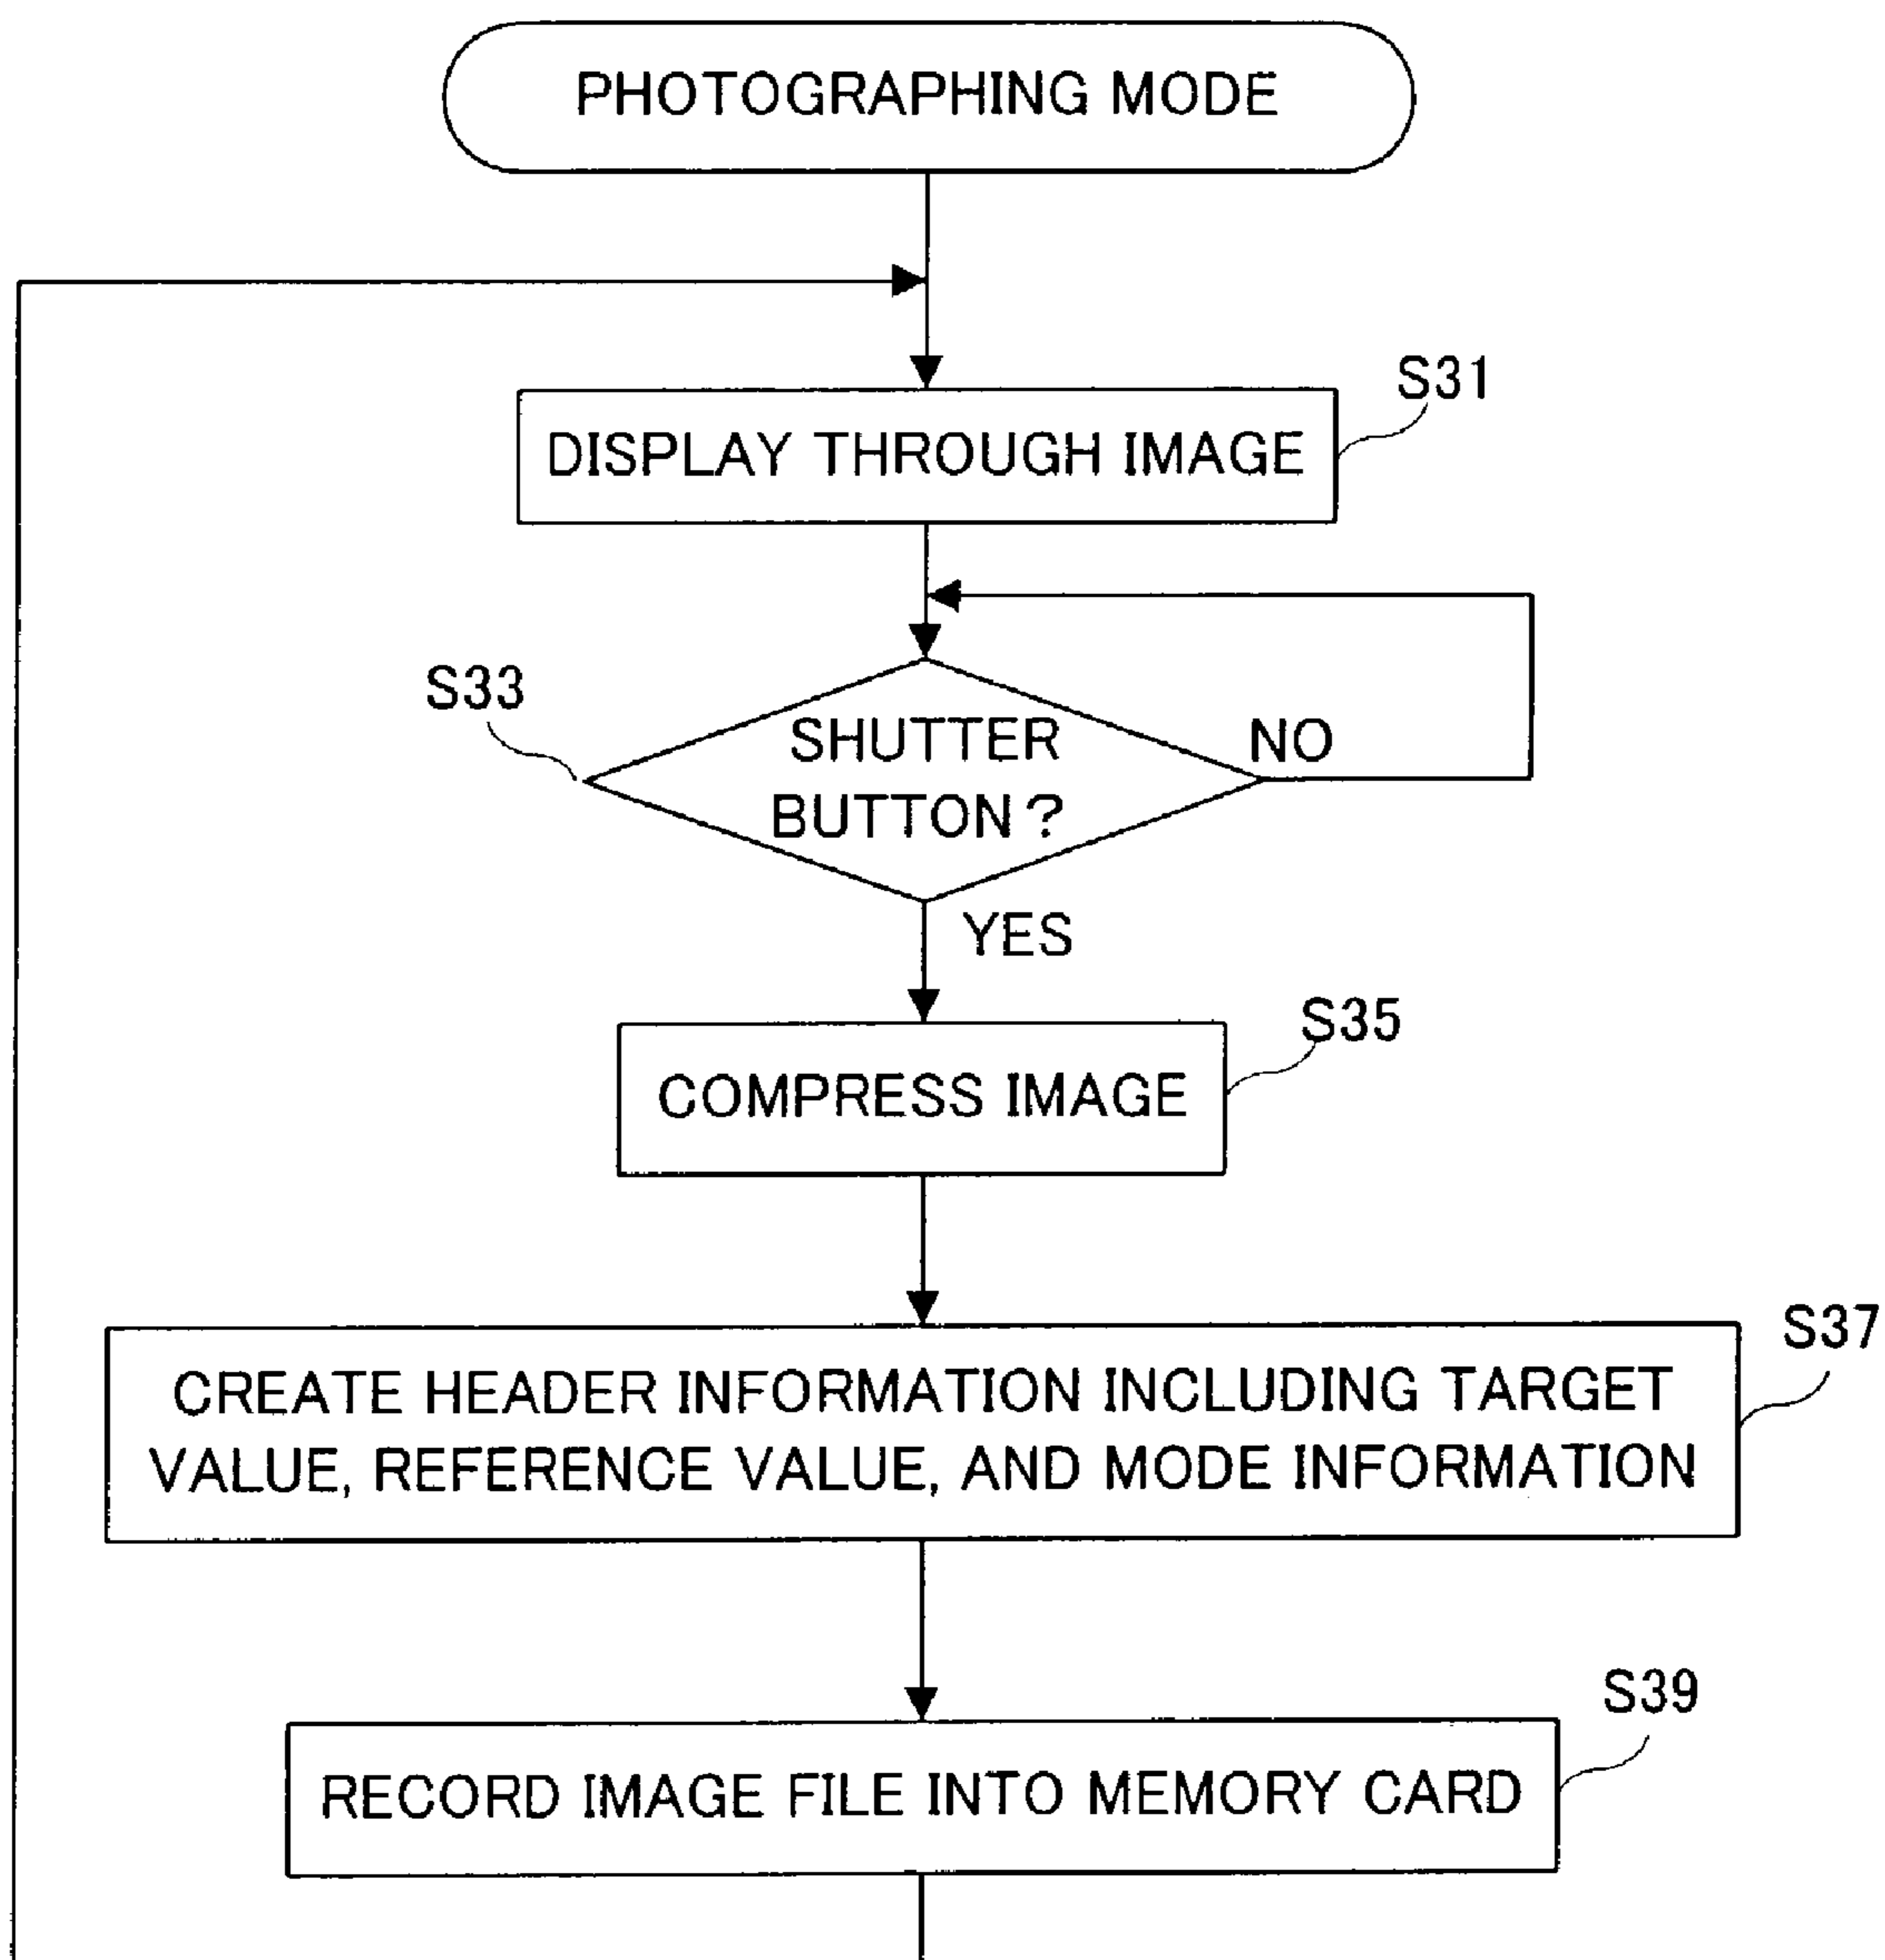 PHOTOGRAPHING MODE
S31
DISPLAY THROUGH IMAGE
S33
SHUTTER
BUTTON?
NO
YES
S35
COMPRESS IMAGE
S37
CREATE HEADER INFORMATION INCLUDING TARGET
VALUE, REFERENCE VALUE, AND MODE INFORMATION
S39
RECORD IMAGE FILE INTO MEMORY CARD